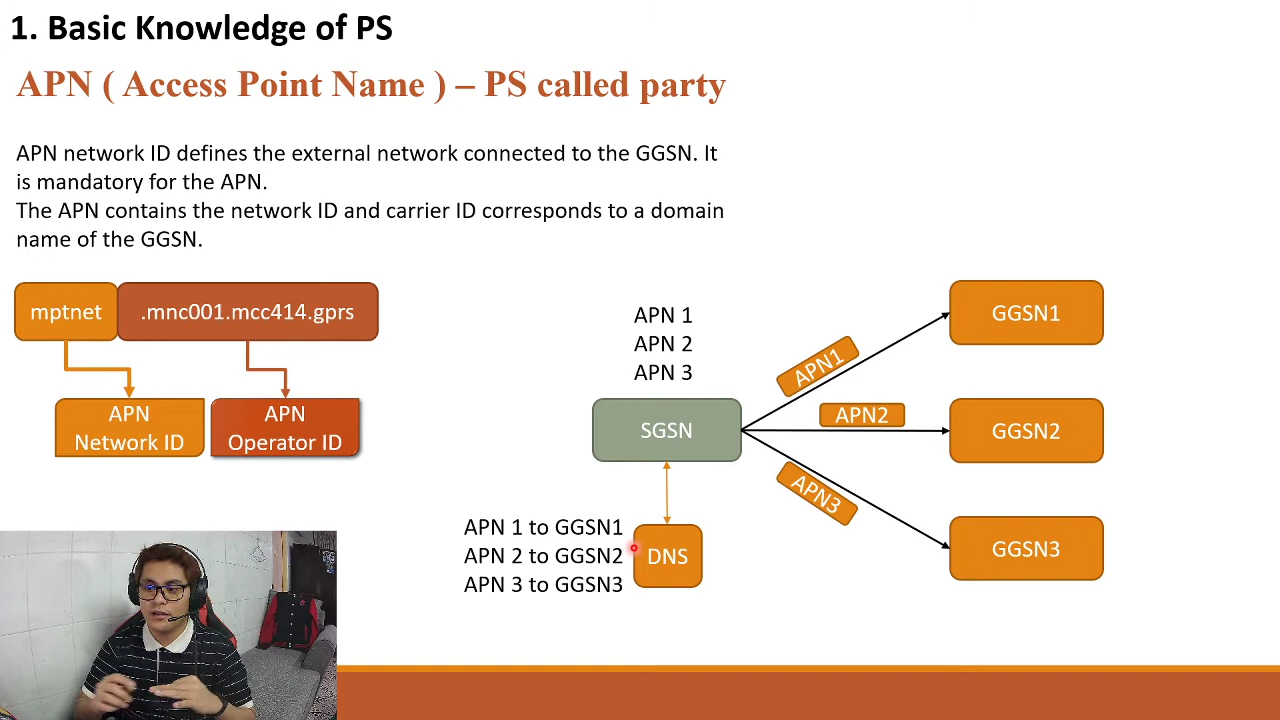 1. Basic Knowledge of PS
APN ( Access Point Name ) – PS called party
APN network ID defines the external network connected to the GGSN. It
is mandatory for the APN.
The APN contains the network ID and carrier ID corresponds to a domain
name of the GGSN.
mptnet
.mnc001.mcc414.gprs
APN
Network ID
APN
Operator ID
APN 1
APN 2
APN 3
SGSN
APN1
APN2
APN3
GGSN1
GGSN2
GGSN3
APN 1 to GGSN1
APN 2 to GGSN2
APN 3 to GGSN3
DNS